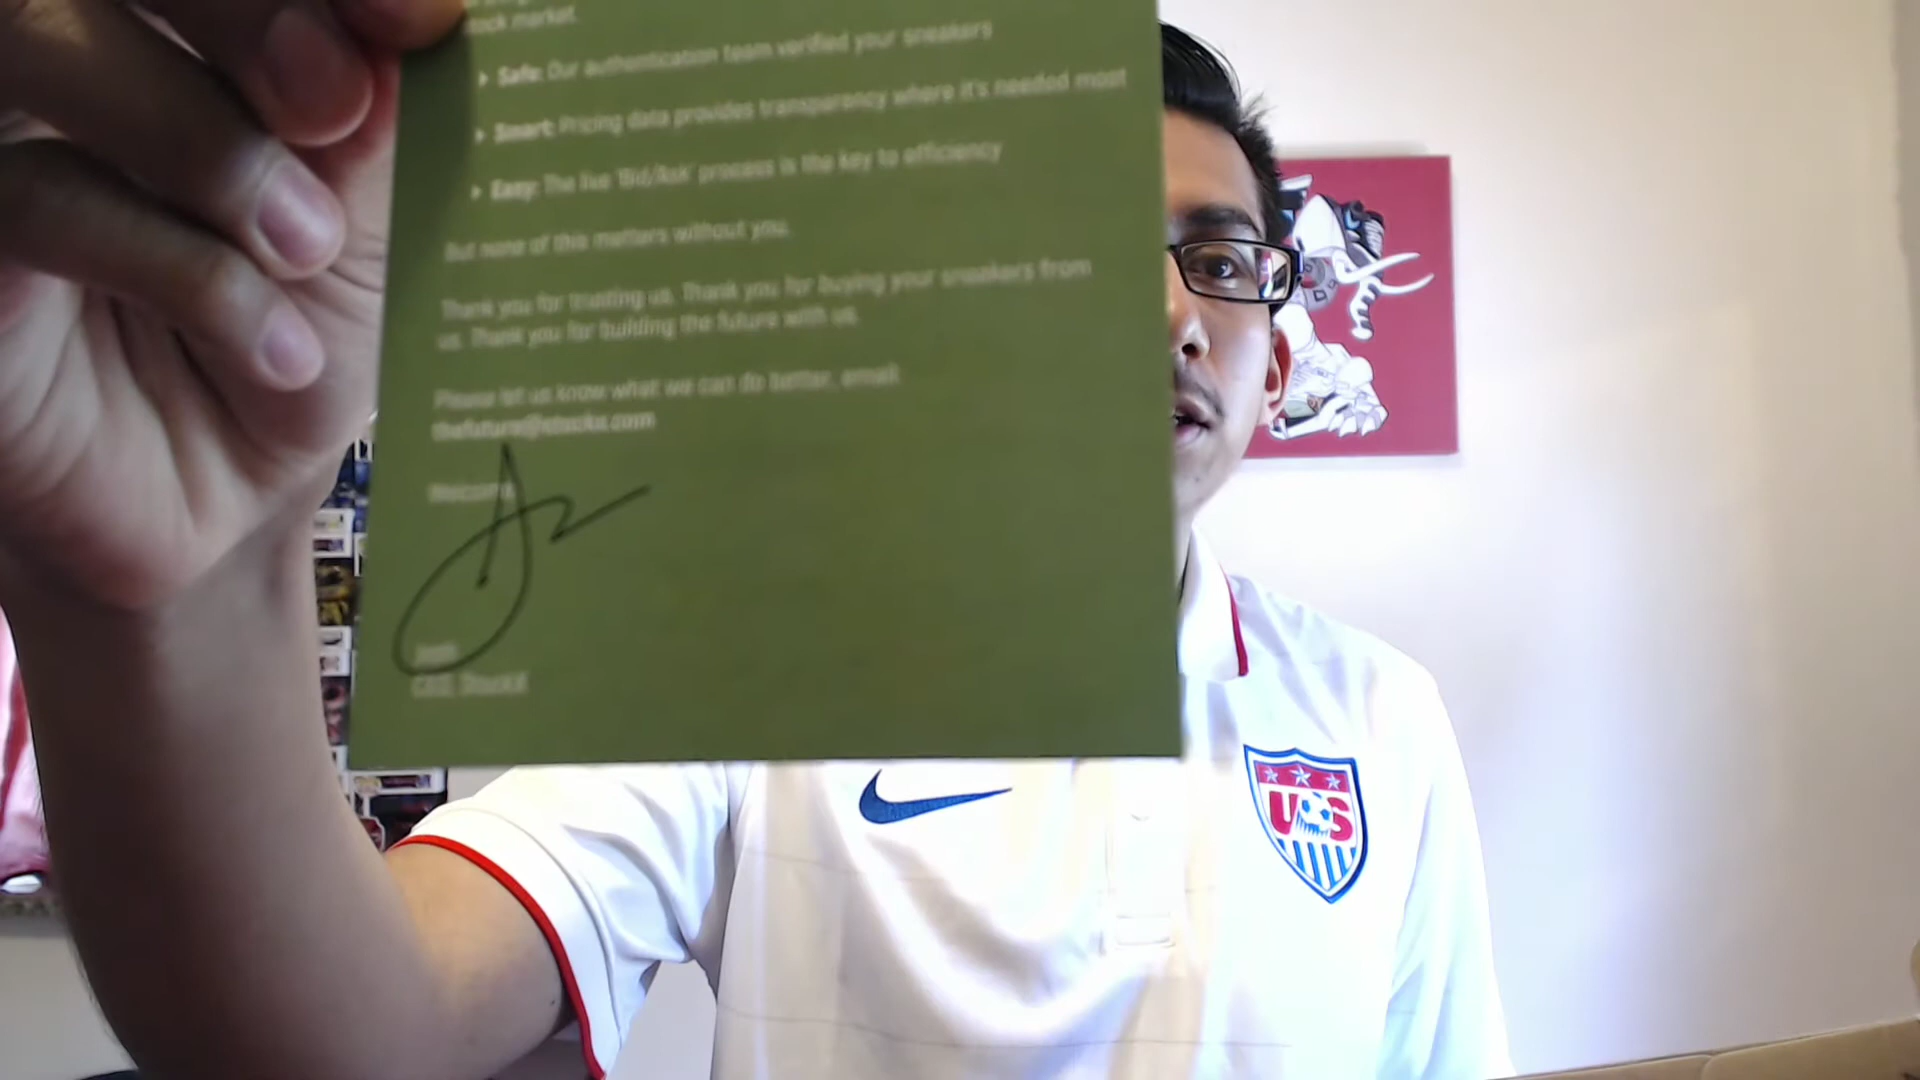 stock market.
▸ Safe: Our authentication team verified your sneakers
▸ Smart: Pricing data provides transparency where it's needed most
▸ Easy: The live 'Bid/Ask' process is the key to efficiency
But none of this matters without you.
Thank you for trusting us. Thank you for buying your sneakers from
us. Thank you for building the future with us.
Please let us know what we can do better, email
thefuture@stockx.com
Welcome,
Josh
CEO, StockX
US